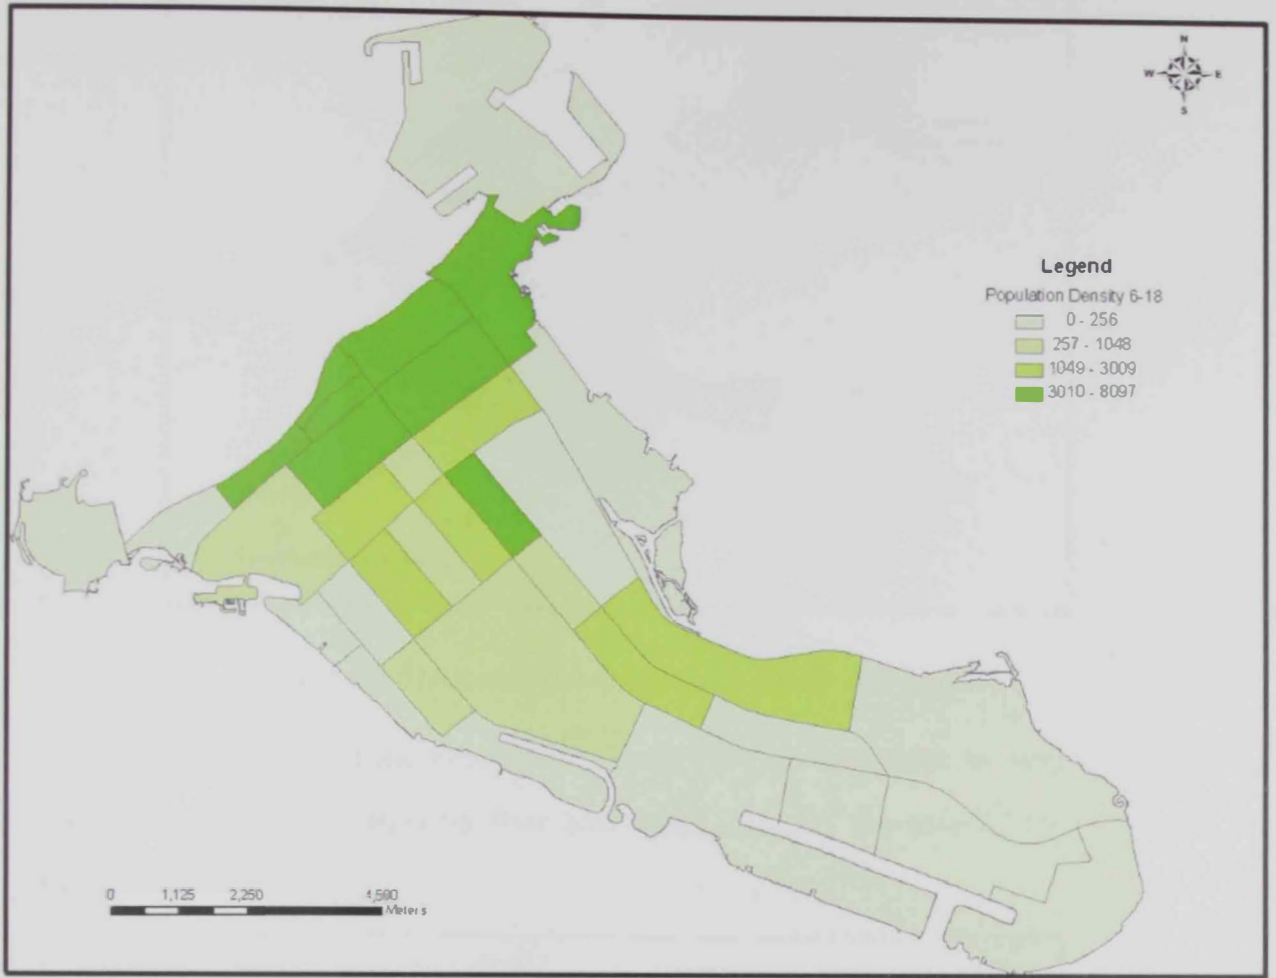 N
W E
S
Legend
Population Density 6-18
0 - 256
257 - 1048
1049 - 3009
3010 - 8097
0 1,125 2,250 4,500
Meters